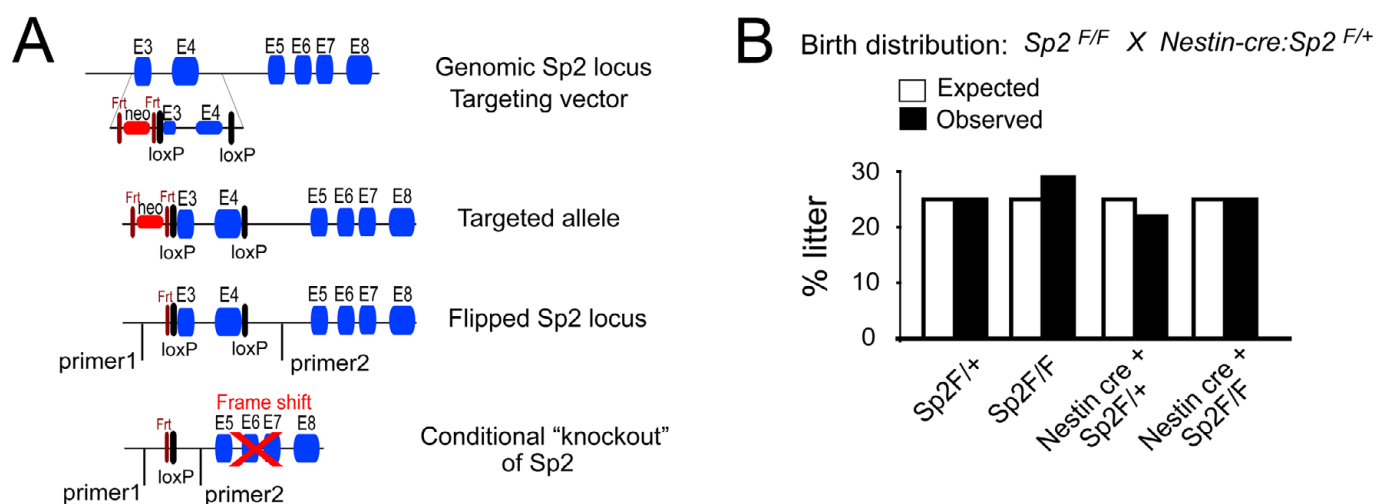 A
E3 E4 E5 E6 E7 E8
Genomic Sp2 locus
Targeting vector
Frt neo Frt E3 E4
loxP loxP
Frt neo Frt E3 E4 E5 E6 E7 E8
Targeted allele
loxP loxP
Frt E3 E4 E5 E6 E7 E8
Flipped Sp2 locus
loxP loxP
primer1 primer2
Frame shift
Frt E5 E6 E7 E8
Conditional “knockout”
of Sp2
loxP
primer1 primer2
B
Birth distribution: Sp2 F/F X Nestin-cre:Sp2 F/+
Expected
Observed
% litter
30
20
10
0
Sp2F/+
Sp2F/F
Nestin cre +
Sp2F/+
Nestin cre +
Sp2F/F